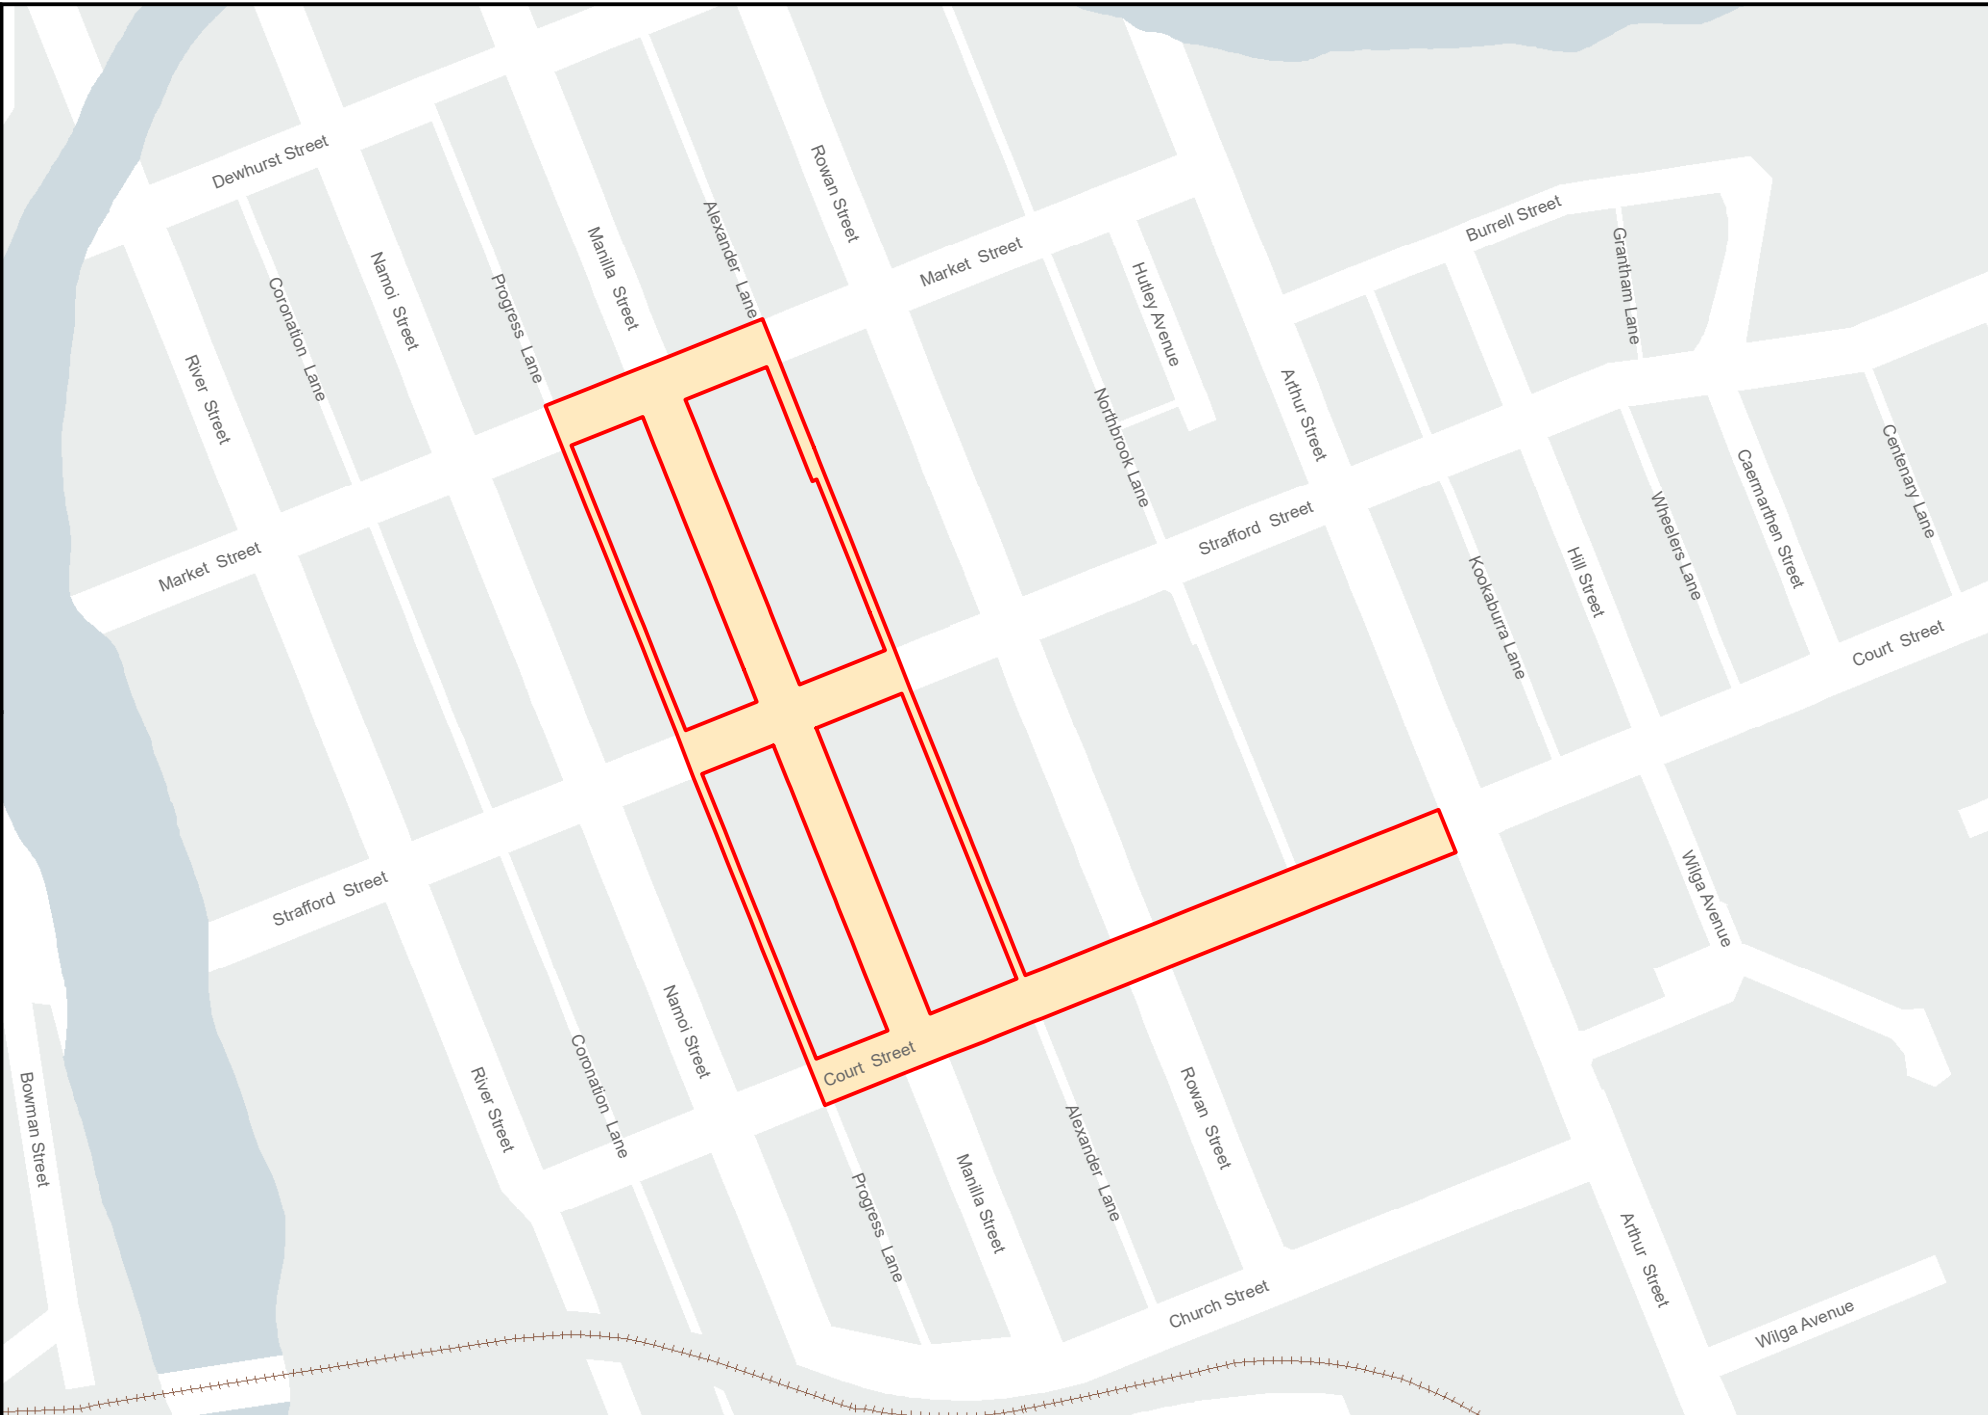 Dewhurst Street
Rowan Street
Alexander Lane
Manilla Street
Namoi Street
Progress Lane
Coronation Lane
River Street
Market Street
Hutley Avenue
Burrell Street
Grantham Lane
Northbrook Lane
Arthur Street
Centenary Lane
Caermarthen Street
Wheelers Lane
Strafford Street
Market Street
Hill Street
Kookaburra Lane
Court Street
Strafford Street
Wilga Avenue
Namoi Street
Coronation Lane
Court Street
River Street
Bowman Street
Rowan Street
Alexander Lane
Manilla Street
Progress Lane
Arthur Street
Church Street
Wilga Avenue